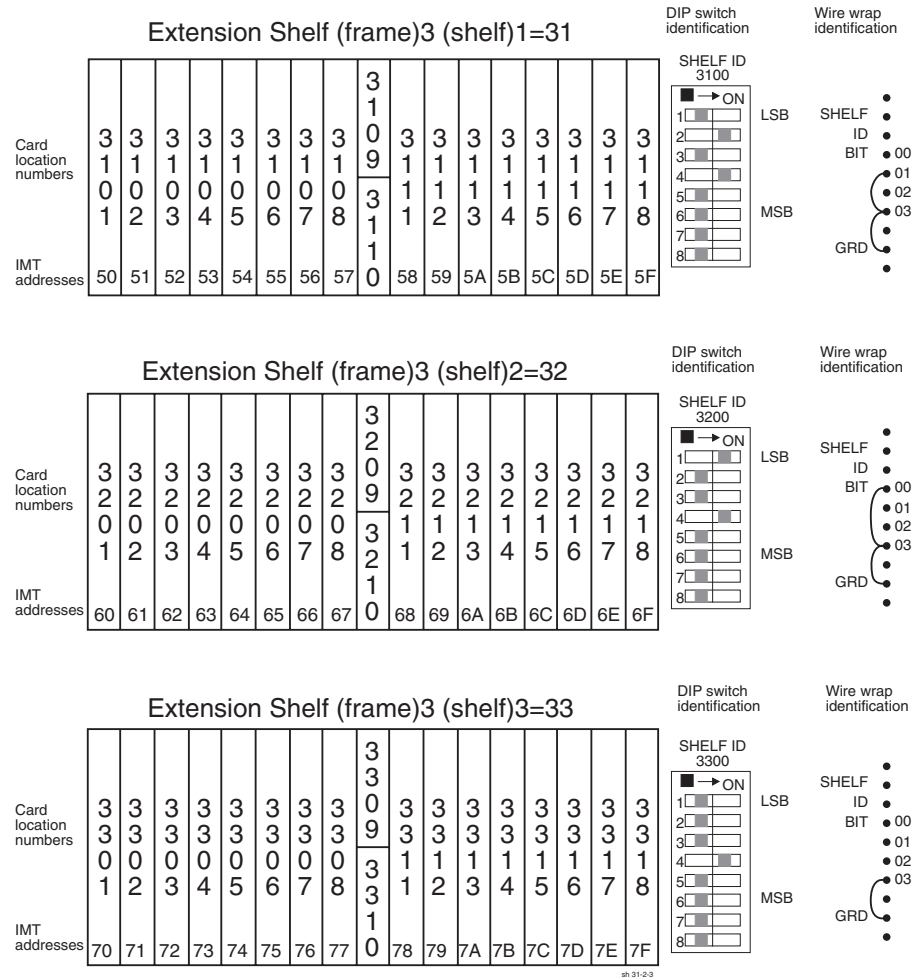 Extension Shelf (frame)3 (shelf)1=31
DIP switch
identification
Wire wrap
identification
SHELF ID
3100
ON
1
2
3
4
5
6
7
8
LSB
MSB
SHELF
ID
BIT
00
01
02
03
GRD
Card
location
numbers
3101 3102 3103 3104 3105 3106 3107 3108 3109 3110 3111 3112 3113 3114 3115 3116 3117 3118
IMT
addresses
50 51 52 53 54 55 56 57 58 59 5A 5B 5C 5D 5E 5F
Extension Shelf (frame)3 (shelf)2=32
DIP switch
identification
Wire wrap
identification
SHELF ID
3200
ON
1
2
3
4
5
6
7
8
LSB
MSB
SHELF
ID
BIT
00
01
02
03
GRD
Card
location
numbers
3201 3202 3203 3204 3205 3206 3207 3208 3209 3210 3211 3212 3213 3214 3215 3216 3217 3218
IMT
addresses
60 61 62 63 64 65 66 67 68 69 6A 6B 6C 6D 6E 6F
Extension Shelf (frame)3 (shelf)3=33
DIP switch
identification
Wire wrap
identification
SHELF ID
3300
ON
1
2
3
4
5
6
7
8
LSB
MSB
SHELF
ID
BIT
00
01
02
03
GRD
Card
location
numbers
3301 3302 3303 3304 3305 3306 3307 3308 3309 3310 3311 3312 3313 3314 3315 3316 3317 3318
IMT
addresses
70 71 72 73 74 75 76 77 78 79 7A 7B 7C 7D 7E 7F
sh 31-2-3